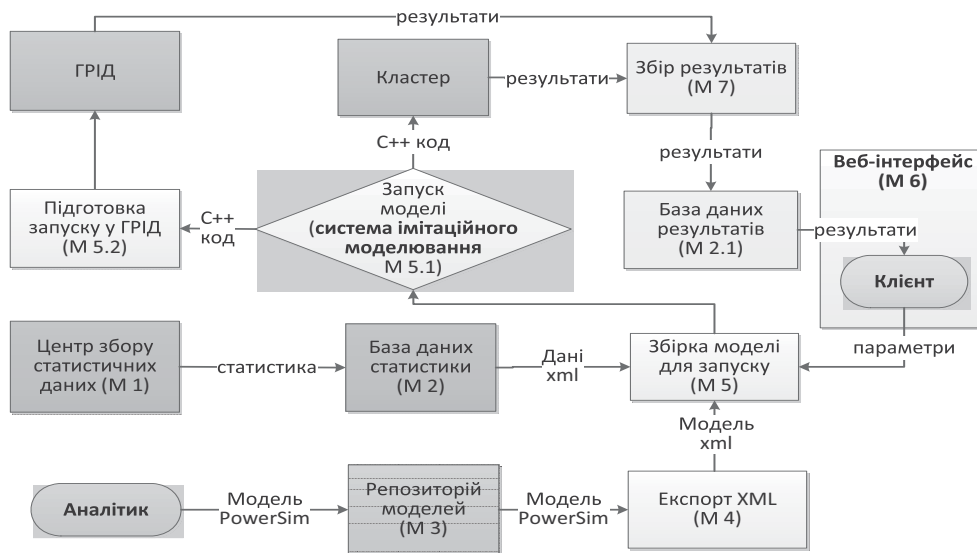 результати
ГРІД
Кластер
результати
Збір результатів
(М 7)
C++ код
результати
Веб-інтерфейс
(М 6)
Підготовка
запуску у ГРІД
(М 5.2)
C++
код
Запуск
моделі
(система імітаційного
моделювання
М 5.1)
База даних
результатів
(М 2.1)
результати
Клієнт
Центр збору
статистичних
даних (М 1)
статистика
База даних
статистики
(М 2)
Дані
xml
Збірка моделі
для запуску
(М 5)
параметри
Модель
xml
Аналітик
Модель
PowerSim
Репозиторій
моделей
(М 3)
Модель
PowerSim
Експорт XML
(М 4)